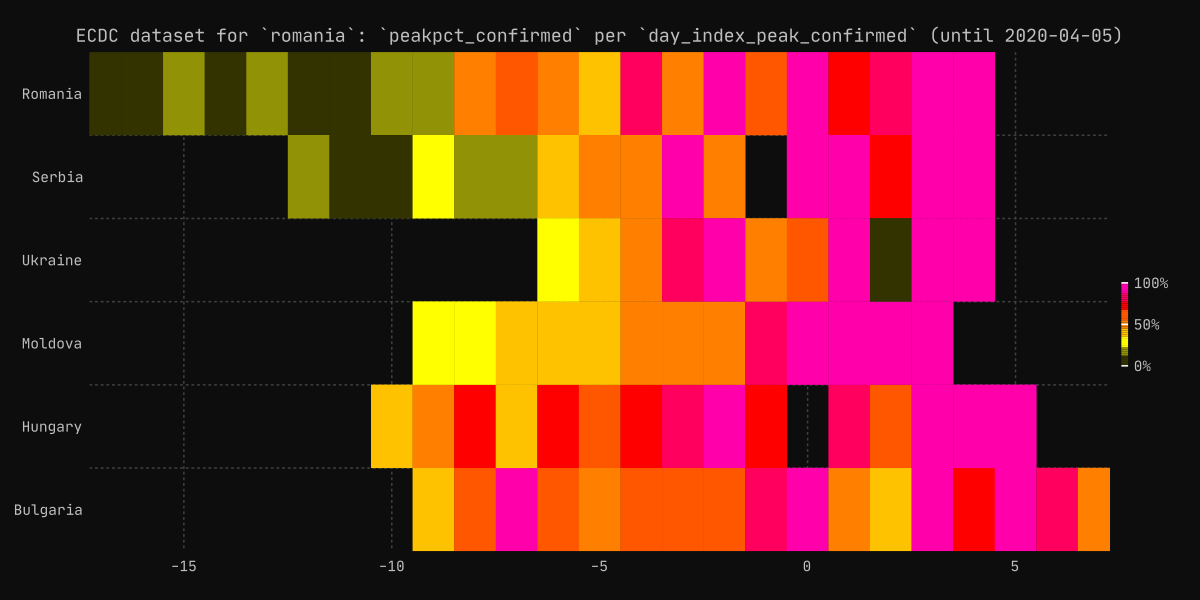 ECDC dataset for `romania`: `peakpct_confirmed` per `day_index_peak_confirmed` (until 2020-04-05)
Romania
Serbia
Ukraine
Moldova
Hungary
Bulgaria
100%
50%
0%
-15
-10
-5
0
5